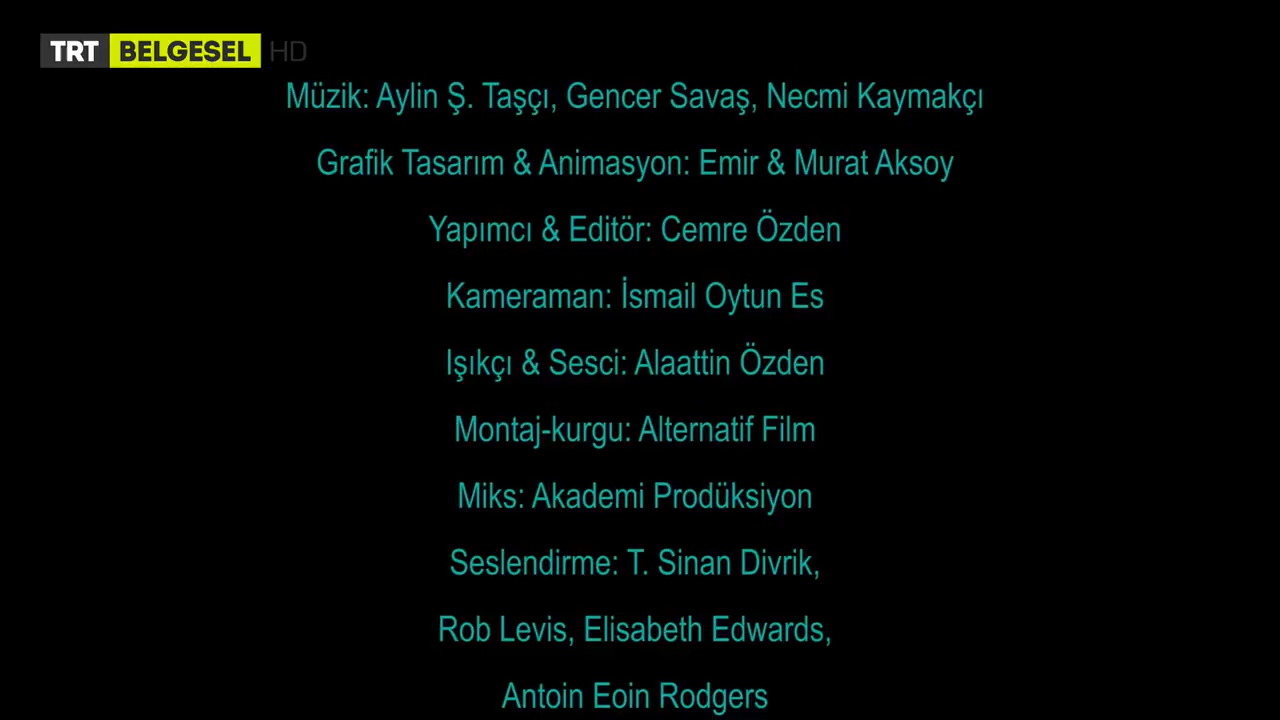 TRT BELGESEL HD
Müzik: Aylin Ş. Taşçı, Gencer Savaş, Necmi Kaymakçı
Grafik Tasarım & Animasyon: Emir & Murat Aksoy
Yapımcı & Editör: Cemre Özden
Kameraman: İsmail Oytun Es
Işıkçı & Sesci: Alaattin Özden
Montaj-kurgu: Alternatif Film
Miks: Akademi Prodüksiyon
Seslendirme: T. Sinan Divrik,
Rob Levis, Elisabeth Edwards,
Antoin Eoin Rodgers